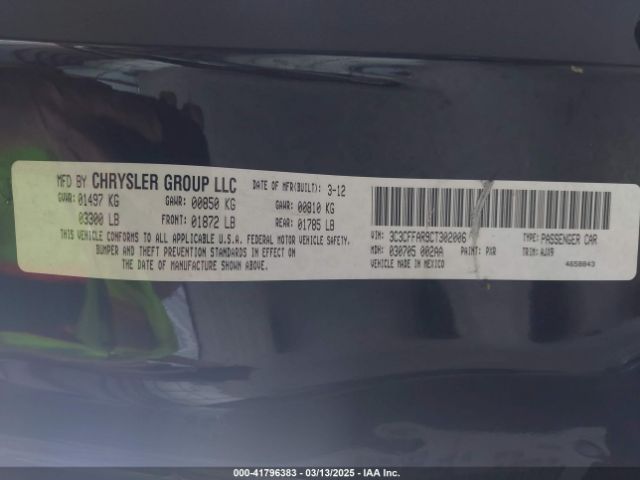 MFD BY CHRYSLER GROUP LLC DATE OF MFR(BUILT): 3-12
GVWR: 01497 KG GAWR: 00850 KG GAWR: 00810 KG
03300 LB FRONT: 01872 LB REAR: 01785 LB
THIS VEHICLE CONFORMS TO ALL APPLICABLE U.S.A. FEDERAL MOTOR VEHICLE SAFETY,
BUMPER AND THEFT PREVENTION STANDARDS IN EFFECT ON
THE DATE OF MANUFACTURE SHOWN ABOVE.
VIN: 3C3CFFAR9CT302006 TYPE: PASSENGER CAR
MDH: 030705 002AA PAINT: PXR TRIM: AUX9
VEHICLE MADE IN MEXICO 4658843
000-41796383 - 03/13/2025 - IAA Inc.